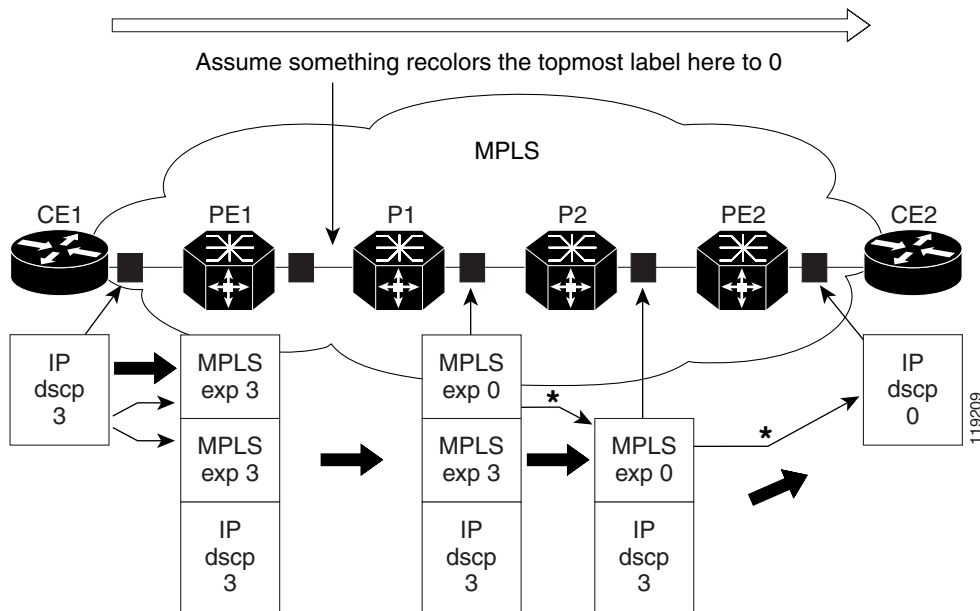 Assume something recolors the topmost label here to 0
MPLS
CE1
PE1
P1
P2
PE2
CE2
IP
dscp
3
MPLS
exp 3
MPLS
exp 3
IP
dscp
3
MPLS
exp 0
MPLS
exp 3
IP
dscp
3
*
MPLS
exp 0
IP
dscp
3
*
IP
dscp
0
119209